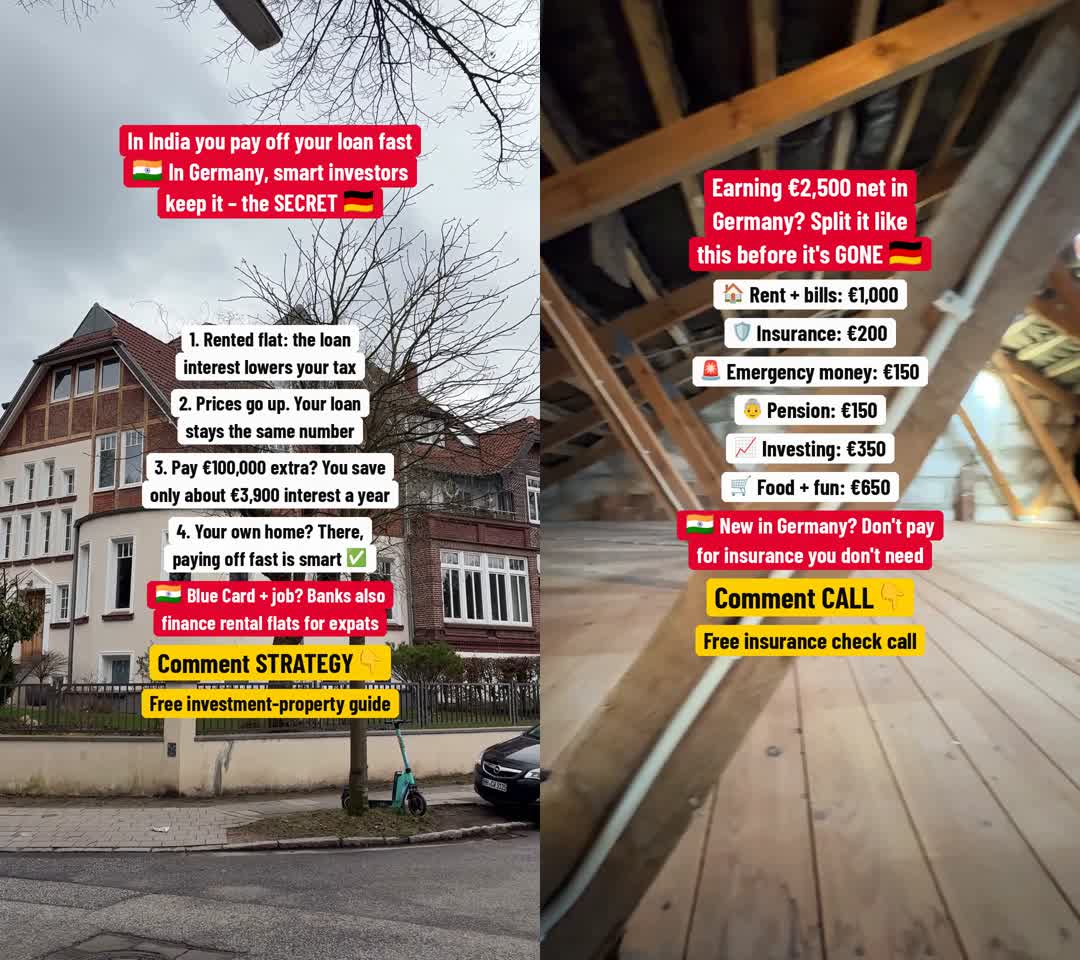 In India you pay off your loan fast
🇮🇳 In Germany, smart investors
keep it – the SECRET 🇩🇪
1. Rented flat: the loan
interest lowers your tax
2. Prices go up. Your loan
stays the same number
3. Pay €100,000 extra? You save
only about €3,900 interest a year
4. Your own home? There,
paying off fast is smart ✅
🇮🇳 Blue Card + job? Banks also
finance rental flats for expats
Comment STRATEGY 👇
Free investment-property guide
Earning €2,500 net in
Germany? Split it like
this before it's GONE 🇩🇪
🏠 Rent + bills: €1,000
🛡️ Insurance: €200
🚨 Emergency money: €150
👵 Pension: €150
📈 Investing: €350
🛒 Food + fun: €650
🇮🇳 New in Germany? Don't pay
for insurance you don't need
Comment CALL 👇
Free insurance check call